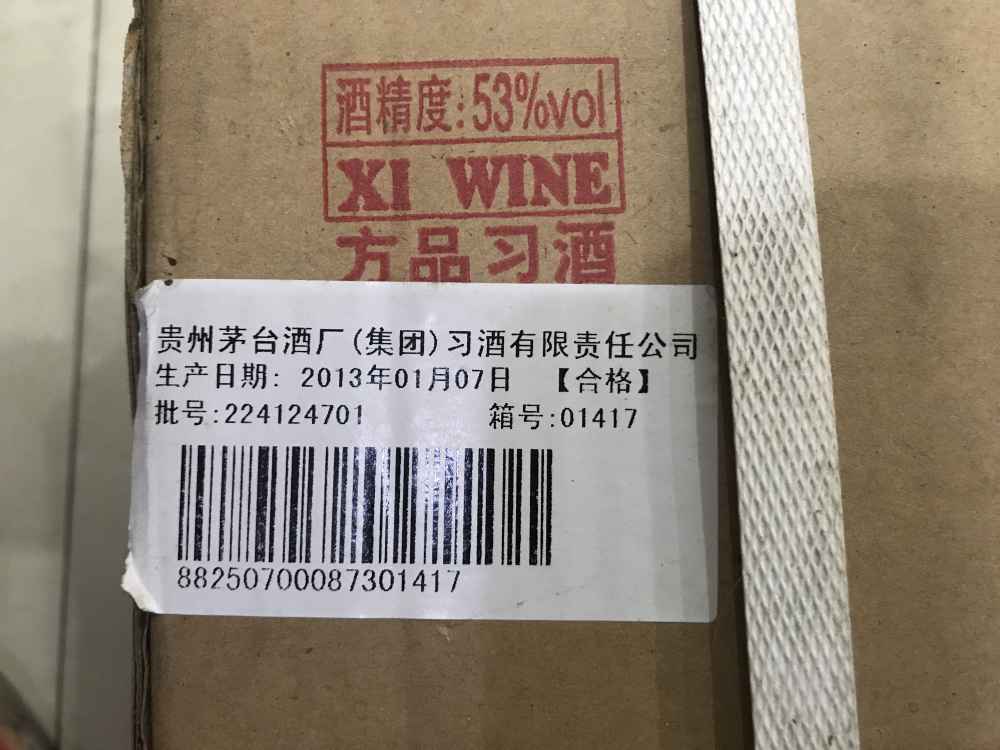 酒精度:53%vol
XI WINE
方品习酒
贵州茅台酒厂(集团)习酒有限责任公司
生产日期: 2013年01月07日 【合格】
批号:224124701 箱号:01417
88250700087301417